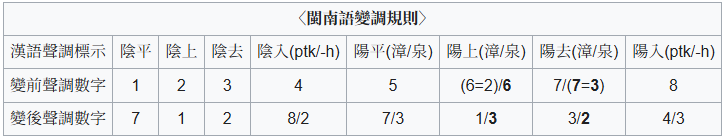 〈閩南語變調規則〉
漢語聲調標示 陰平 陰上 陰去 陰入(ptk/-h) 陽平(漳/泉) 陽上(漳/泉) 陽去(漳/泉) 陽入(ptk/-h)
變前聲調數字 1 2 3 4 5 (6=2)/6 7/(7=3) 8
變後聲調數字 7 1 2 8/2 7/3 1/3 3/2 4/3